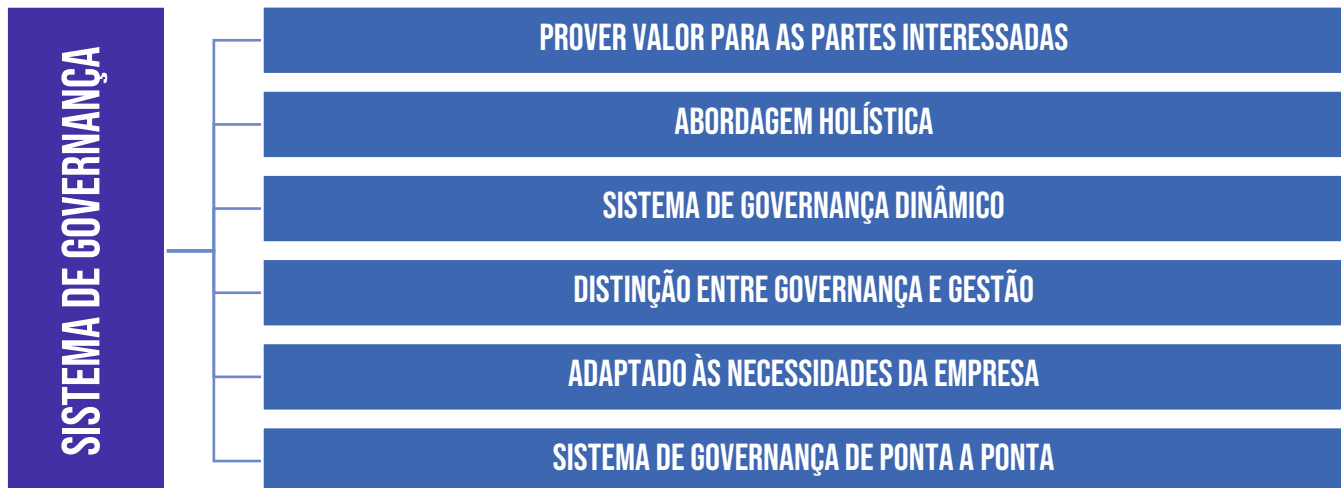 SISTEMA DE GOVERNANÇA
PROVER VALOR PARA AS PARTES INTERESSADAS
ABORDAGEM HOLÍSTICA
SISTEMA DE GOVERNANÇA DINÂMICO
DISTINÇÃO ENTRE GOVERNANÇA E GESTÃO
ADAPTADO ÀS NECESSIDADES DA EMPRESA
SISTEMA DE GOVERNANÇA DE PONTA A PONTA